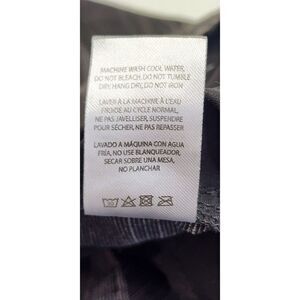 MACHINE WASH COOL WATER,
DO NOT BLEACH, DO NOT TUMBLE
DRY, HANG DRY, DO NOT IRON
LAVER À LA MACHINE À L'EAU
FROIDE AU CYCLE NORMAL,
NE PAS JAVELLISER, SUSPENDRE
POUR SÉCHER, NE PAS REPASSER
LAVADO A MÁQUINA CON AGUA
FRÍA, NO USE BLANQUEADOR,
SECAR SOBRE UNA MESA,
NO PLANCHAR